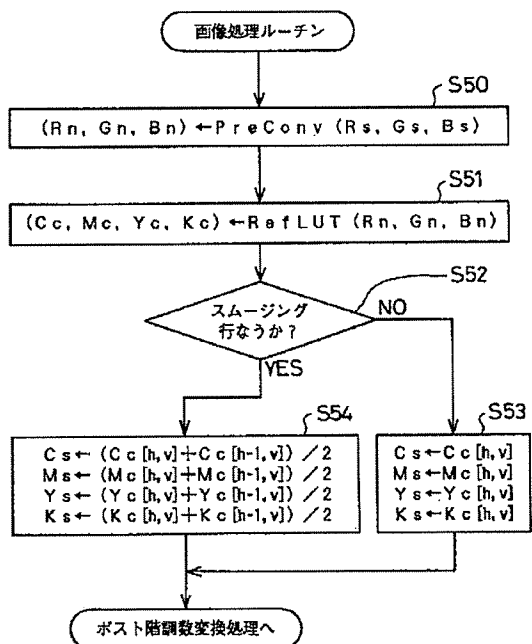 画像処理ルーチン
S50
(Rn, Gn, Bn) ←PreConv (Rs, Gs, Bs)
S51
(Cc, Mc, Yc, Kc) ←RefLUT (Rn, Gn, Bn)
S52
スムージング
行なうか?
NO
YES
S54
Cs← (Cc [h,v] +Cc [h-1,v]) /2
Ms← (Mc [h,v] +Mc [h-1,v]) /2
Ys← (Yc [h,v] +Yc [h-1,v]) /2
Ks← (Kc [h,v] +Kc [h-1,v]) /2
S53
Cs←Cc [h,v]
Ms←Mc [h,v]
Ys←Yc [h,v]
Ks←Kc [h,v]
ポスト階調数変換処理へ